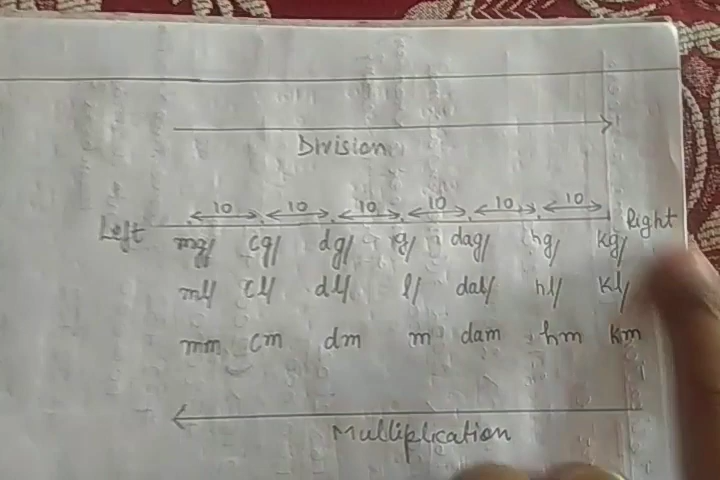 Division
10 10 10 10 10 10
Left Right
mg/ cg/ dg/ g/ dag/ hg/ kg/
ml/ cl/ dl/ l/ dal/ hl/ kl/
mm cm dm m dam hm km
Multiplication